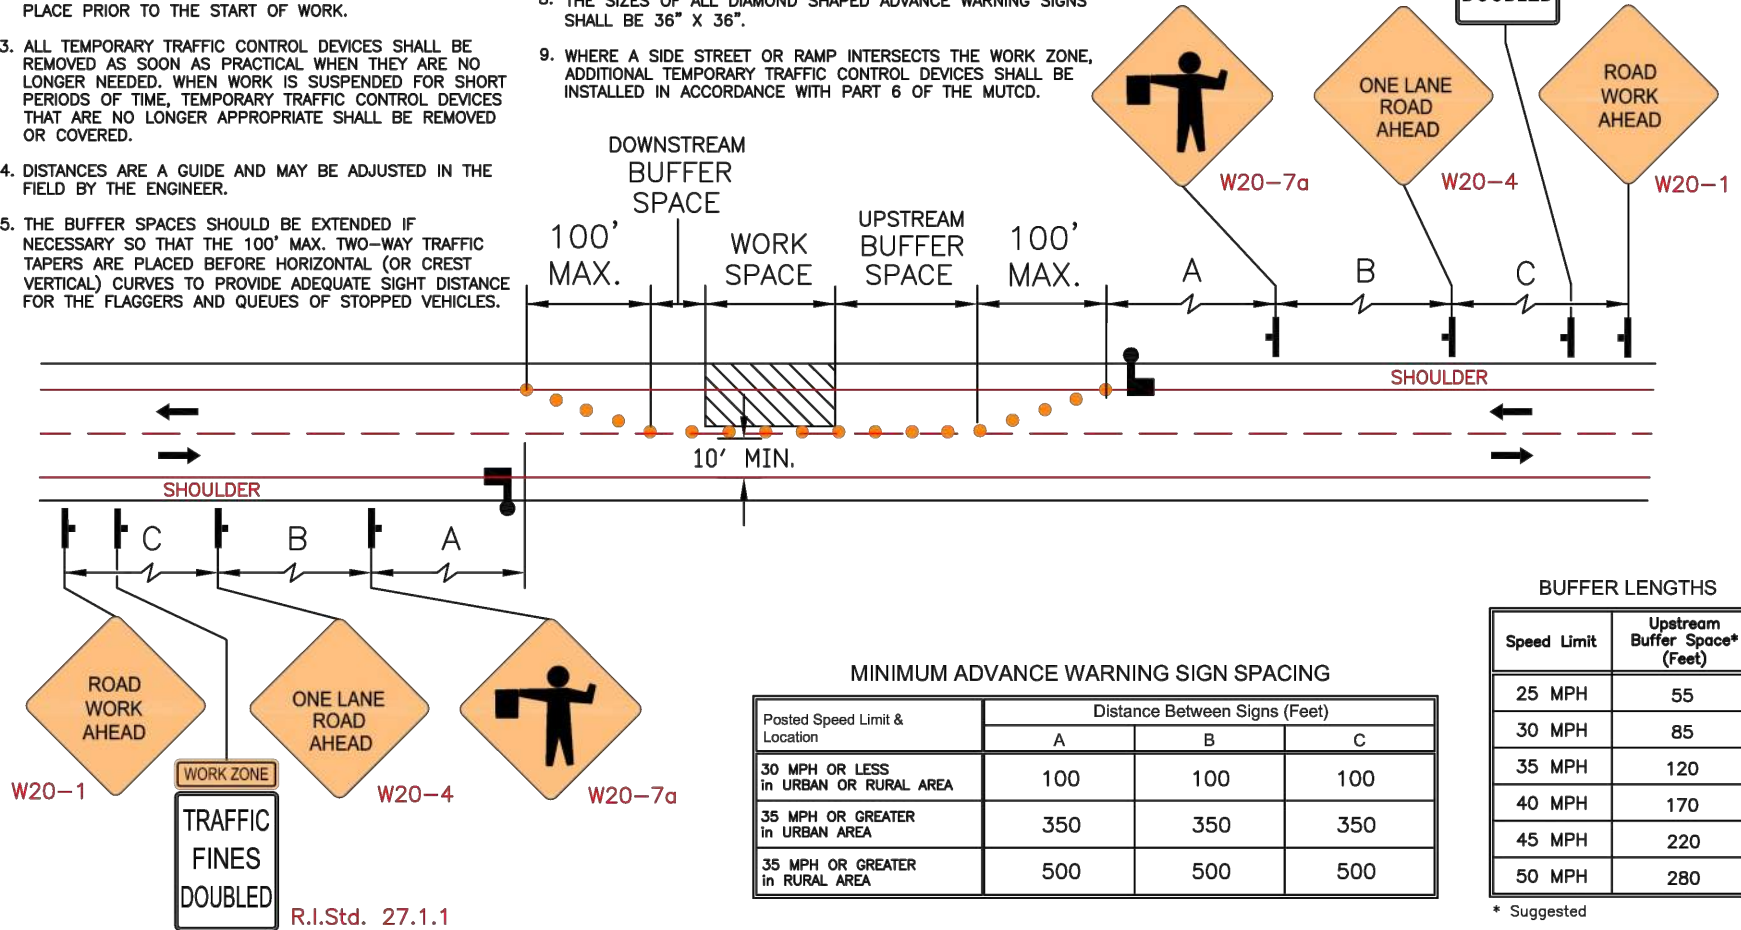 PLACE PRIOR TO THE START OF WORK.
3. ALL TEMPORARY TRAFFIC CONTROL DEVICES SHALL BE
REMOVED AS SOON AS PRACTICAL WHEN THEY ARE NO
LONGER NEEDED. WHEN WORK IS SUSPENDED FOR SHORT
PERIODS OF TIME, TEMPORARY TRAFFIC CONTROL DEVICES
THAT ARE NO LONGER APPROPRIATE SHALL BE REMOVED
OR COVERED.
4. DISTANCES ARE A GUIDE AND MAY BE ADJUSTED IN THE
FIELD BY THE ENGINEER.
5. THE BUFFER SPACES SHOULD BE EXTENDED IF
NECESSARY SO THAT THE 100' MAX. TWO-WAY TRAFFIC
TAPERS ARE PLACED BEFORE HORIZONTAL (OR CREST
VERTICAL) CURVES TO PROVIDE ADEQUATE SIGHT DISTANCE
FOR THE FLAGGERS AND QUEUES OF STOPPED VEHICLES.
8. THE SIZES OF ALL DIAMOND SHAPED ADVANCE WARNING SIGNS
SHALL BE 36" X 36".
9. WHERE A SIDE STREET OR RAMP INTERSECTS THE WORK ZONE,
ADDITIONAL TEMPORARY TRAFFIC CONTROL DEVICES SHALL BE
INSTALLED IN ACCORDANCE WITH PART 6 OF THE MUTCD.
DOUBLED
ONE LANE
ROAD
AHEAD
ROAD
WORK
AHEAD
W20-7a
W20-4
W20-1
DOWNSTREAM
BUFFER
SPACE
100'
MAX.
WORK
SPACE
UPSTREAM
BUFFER
SPACE
100'
MAX.
A
B
C
SHOULDER
10' MIN.
SHOULDER
C
B
A
ROAD
WORK
AHEAD
W20-1
WORK ZONE
TRAFFIC
FINES
DOUBLED
R.I.Std. 27.1.1
ONE LANE
ROAD
AHEAD
W20-4
W20-7a
MINIMUM ADVANCE WARNING SIGN SPACING
Posted Speed Limit &
Location
Distance Between Signs (Feet)
A B C
30 MPH OR LESS
in URBAN OR RURAL AREA
100 100 100
35 MPH OR GREATER
in URBAN AREA
350 350 350
35 MPH OR GREATER
in RURAL AREA
500 500 500
BUFFER LENGTHS
Speed Limit
Upstream
Buffer Space*
(Feet)
25 MPH 55
30 MPH 85
35 MPH 120
40 MPH 170
45 MPH 220
50 MPH 280
* Suggested